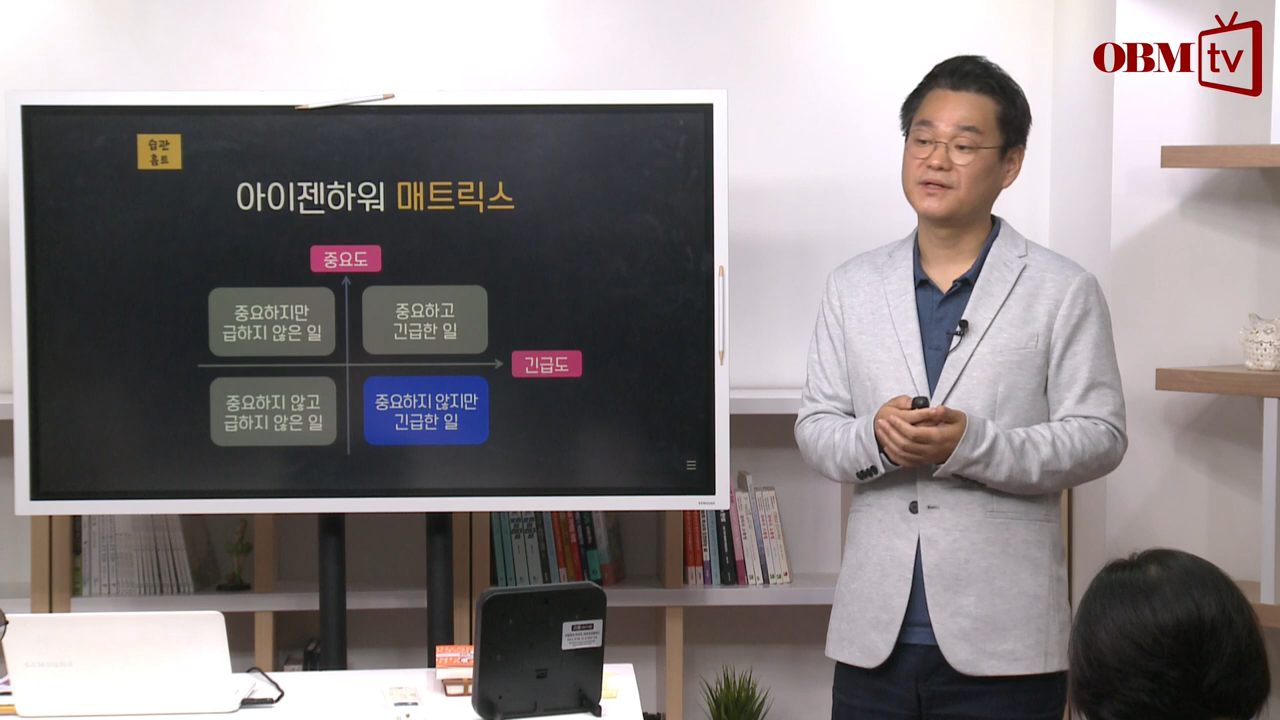 OBM tv
습관
홈트
아이젠하워 매트릭스
중요도
중요하지만
급하지 않은 일
중요하고
긴급한 일
긴급도
중요하지 않고
급하지 않은 일
중요하지 않지만
긴급한 일
SAMSUNG